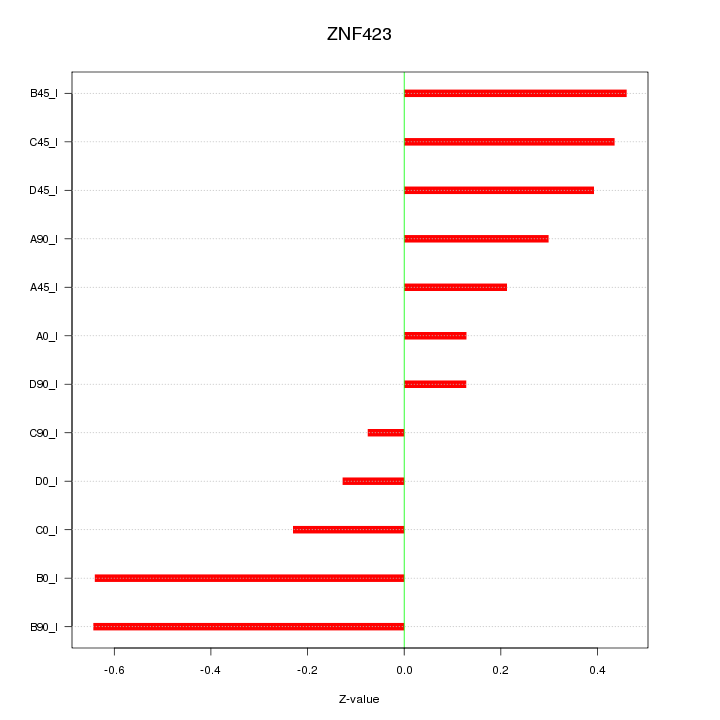 ZNF423
B45_I
C45_I
D45_I
A90_I
A45_I
A0_I
D90_I
C90_I
D0_I
C0_I
B0_I
B90_I
-0.6 -0.4 -0.2 0.0 0.2 0.4
Z-value